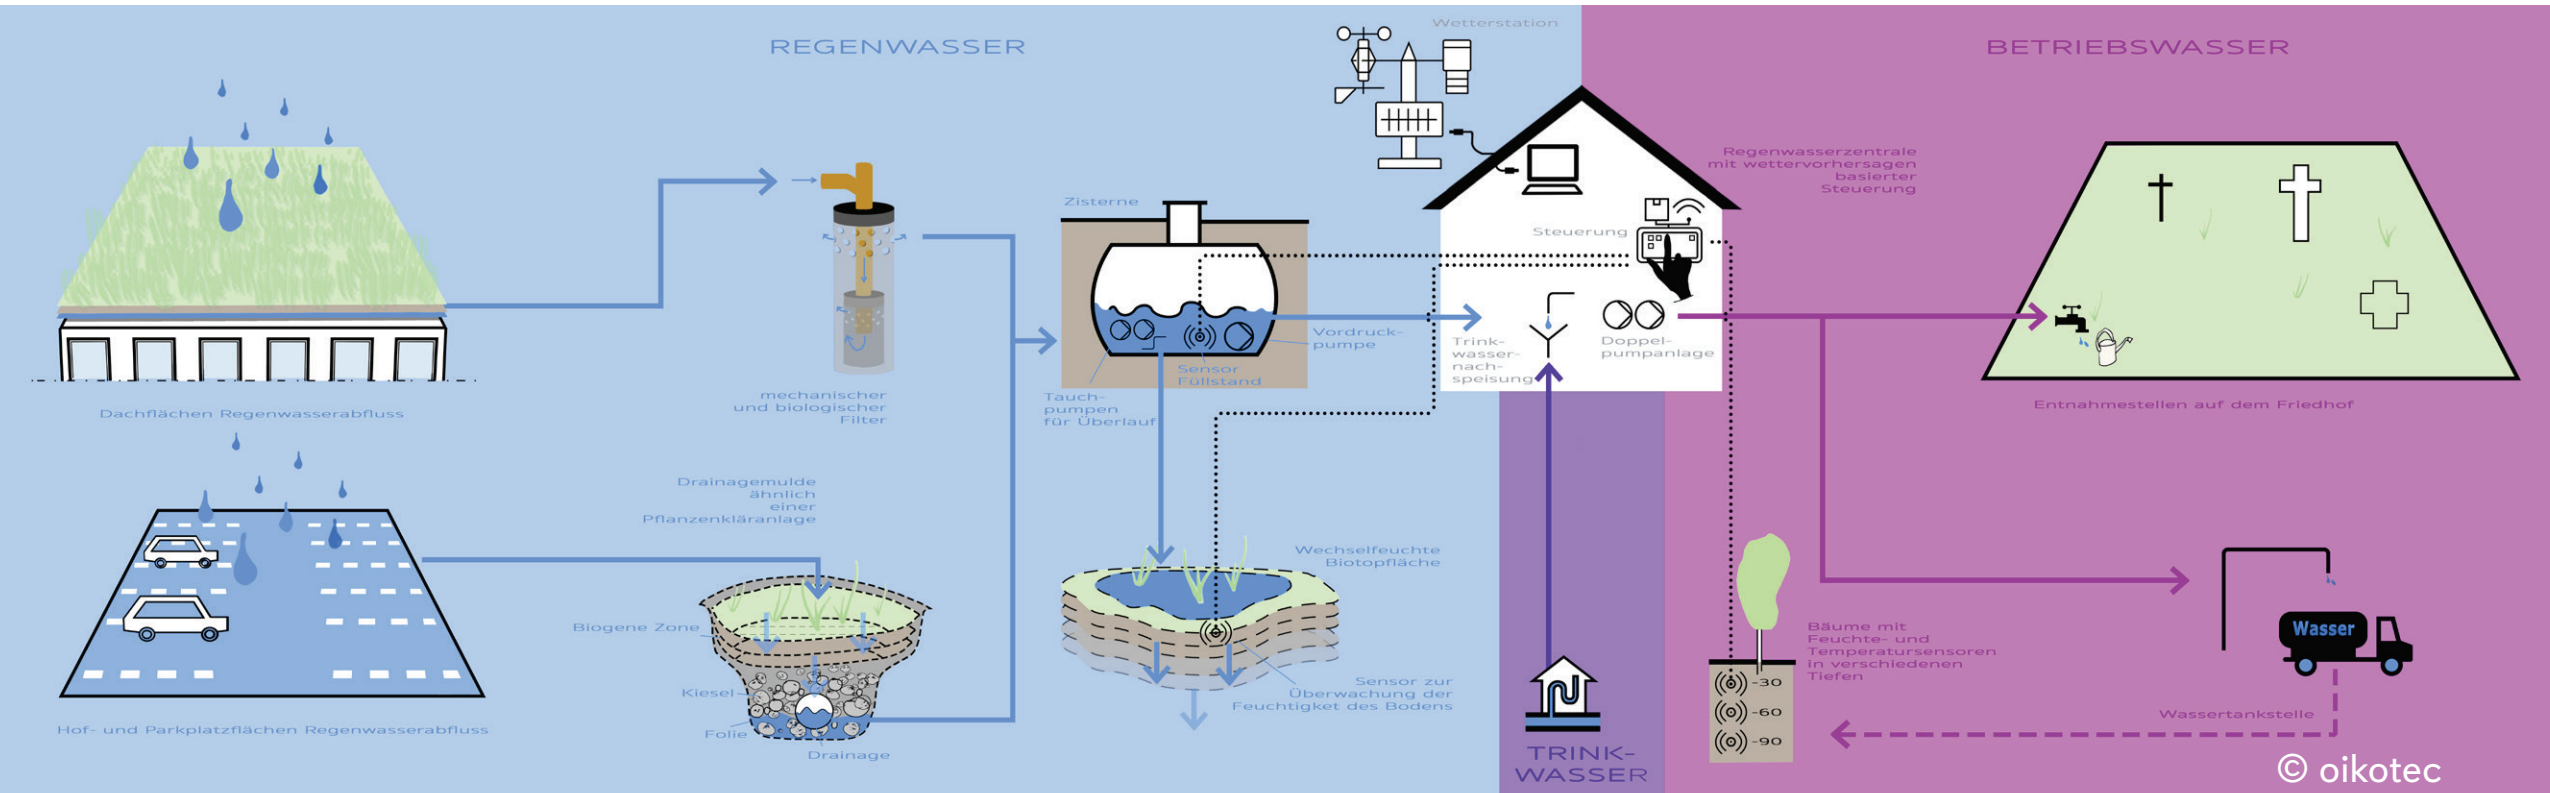 REGENWASSER
Wetterstation
BETRIEBSWASSER
Regenwasserzentrale
mit wettervorhersagen
basierter
Steuerung
Zisterne
Steuerung
Vordruck-
pumpe
Trink-
wasser-
nach-
speisung
Doppel-
pumpanlage
Sensor
Füllstand
Tauch-
pumpen
für Überlauf
mechanischer
und biologischer
Filter
Dachflächen Regenwasserabfluss
Entnahmestellen auf dem Friedhof
Drainagemulde
ähnlich
einer
Pflanzenkläranlage
Wechselfeuchte
Biotopfläche
Biogene Zone
Kiesel
Folie
Drainage
Sensor zur
Überwachung der
Feuchtigket des Bodens
Hof- und Parkplatzflächen Regenwasserabfluss
TRINK-
WASSER
Bäume mit
Feuchte- und
Temperatursensoren
in verschiedenen
Tiefen
-30
-60
-90
Wasser
Wassertankstelle
© oikotec